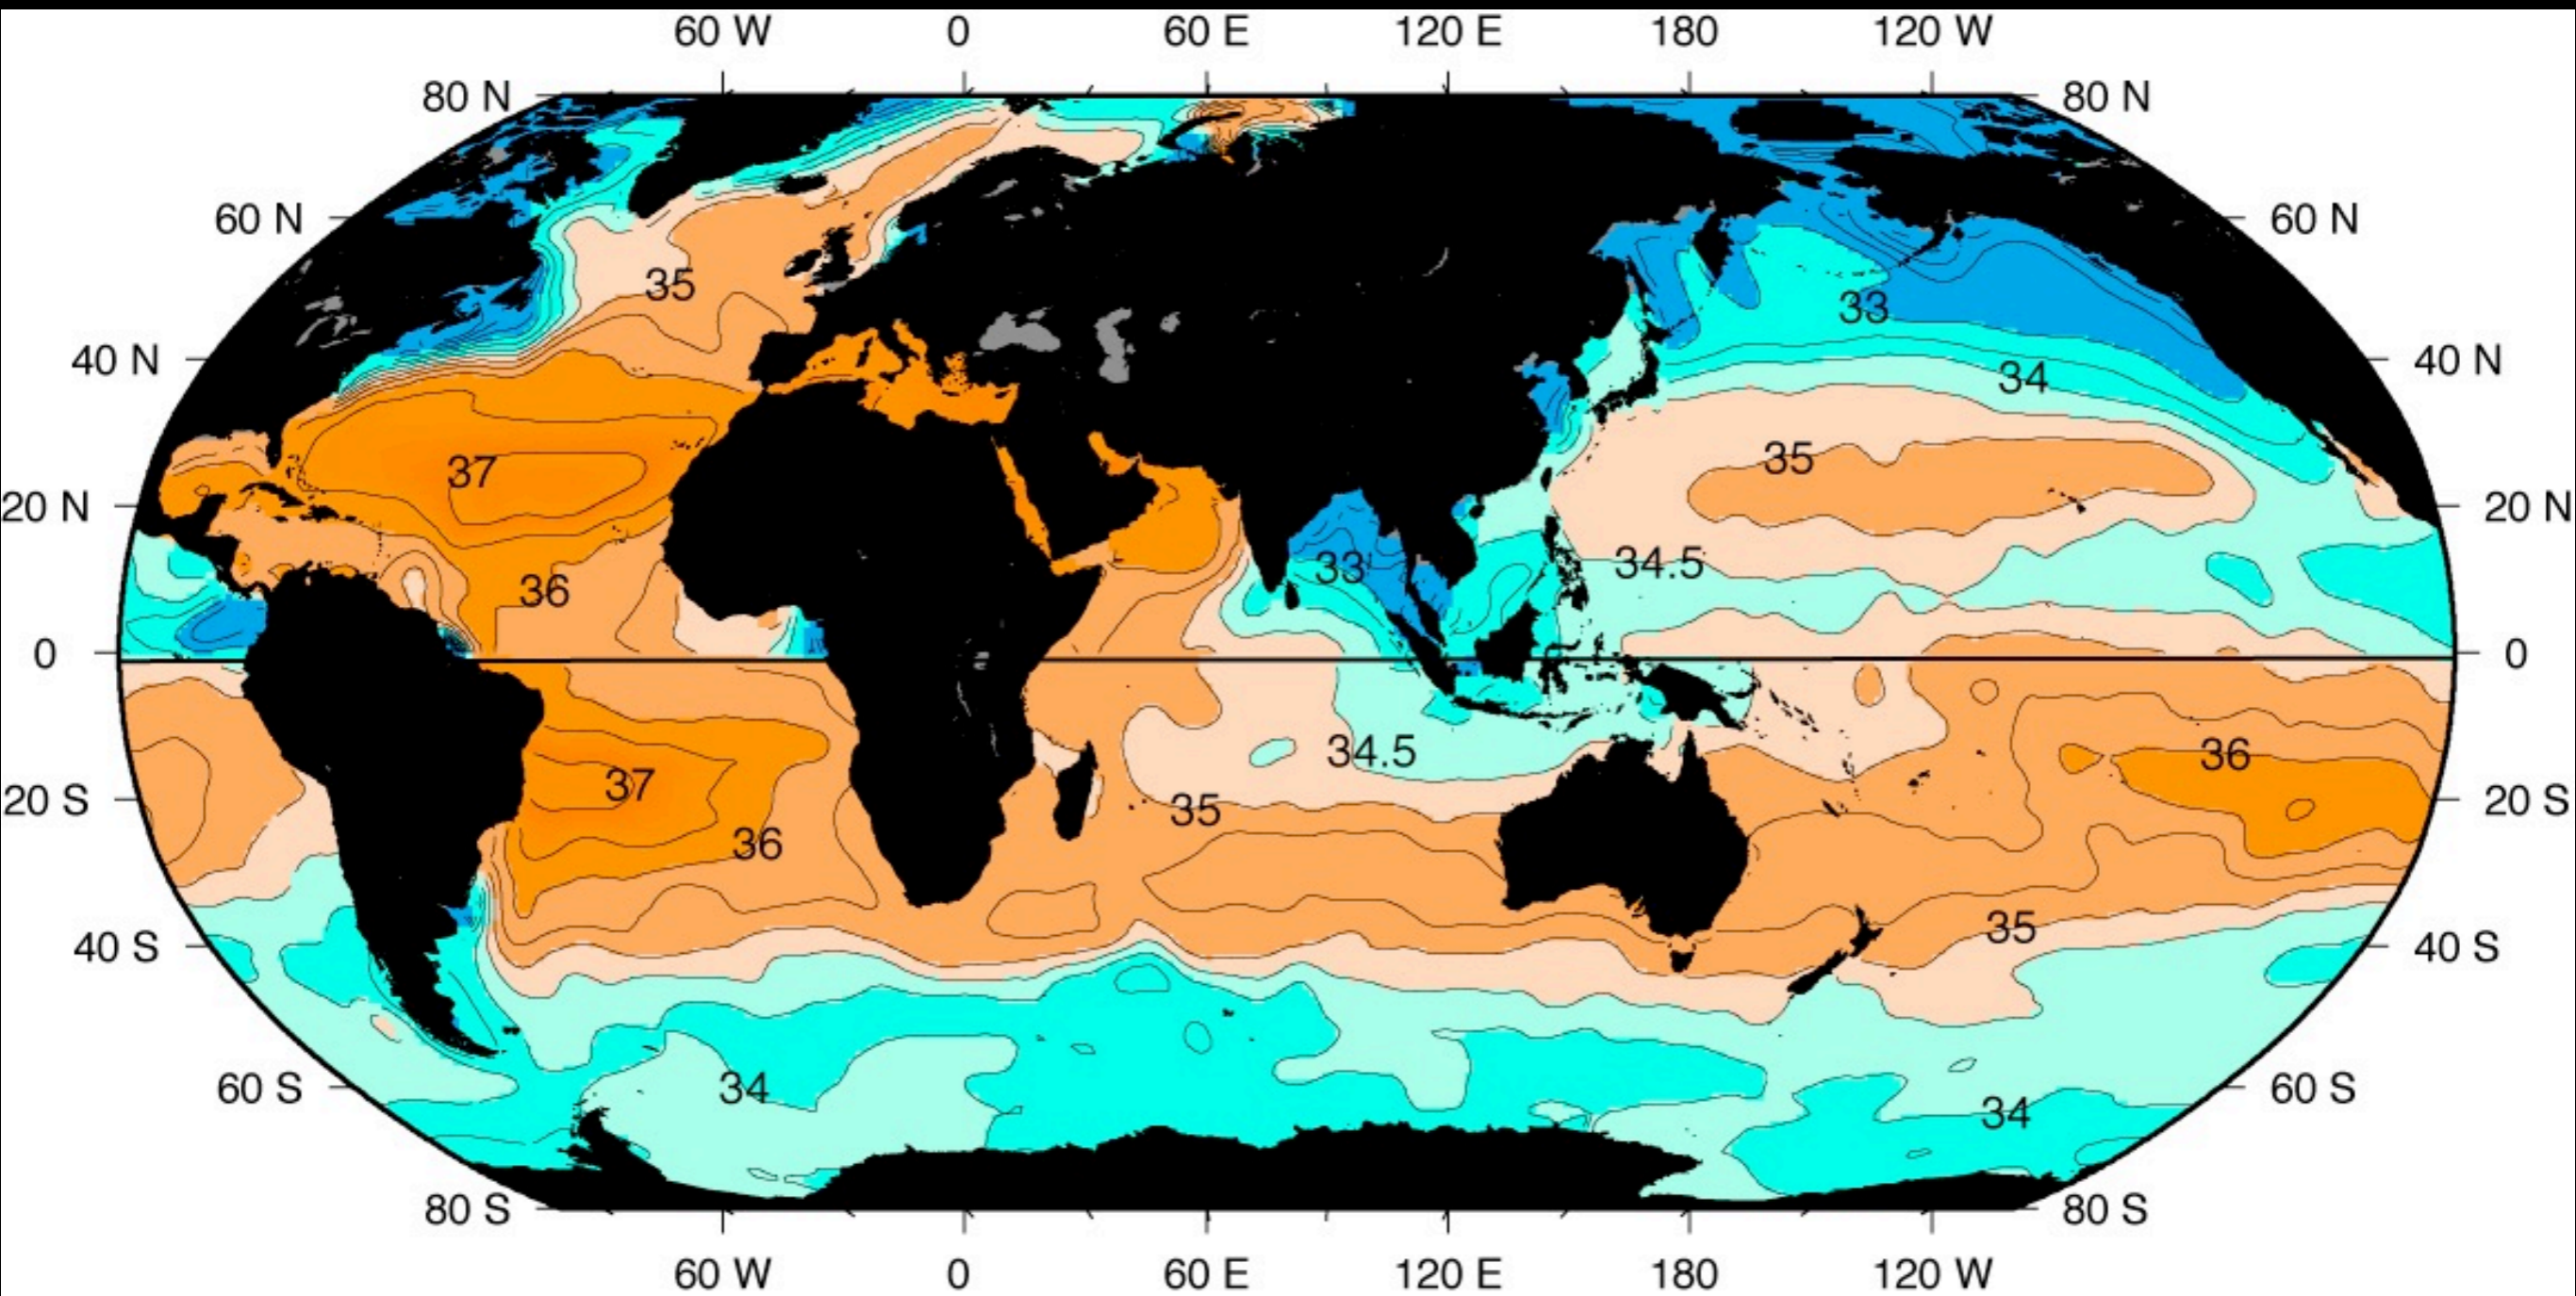 60 W 0 60 E 120 E 180 120 W
80 N 80 N
60 N 60 N
35
33
40 N 40 N
34
35
37
20 N 20 N
34.5
33
36
0 0
34.5 36
37
20 S 35 20 S
36
35
40 S 40 S
60 S 34 60 S
34
80 S 80 S
60 W 0 60 E 120 E 180 120 W